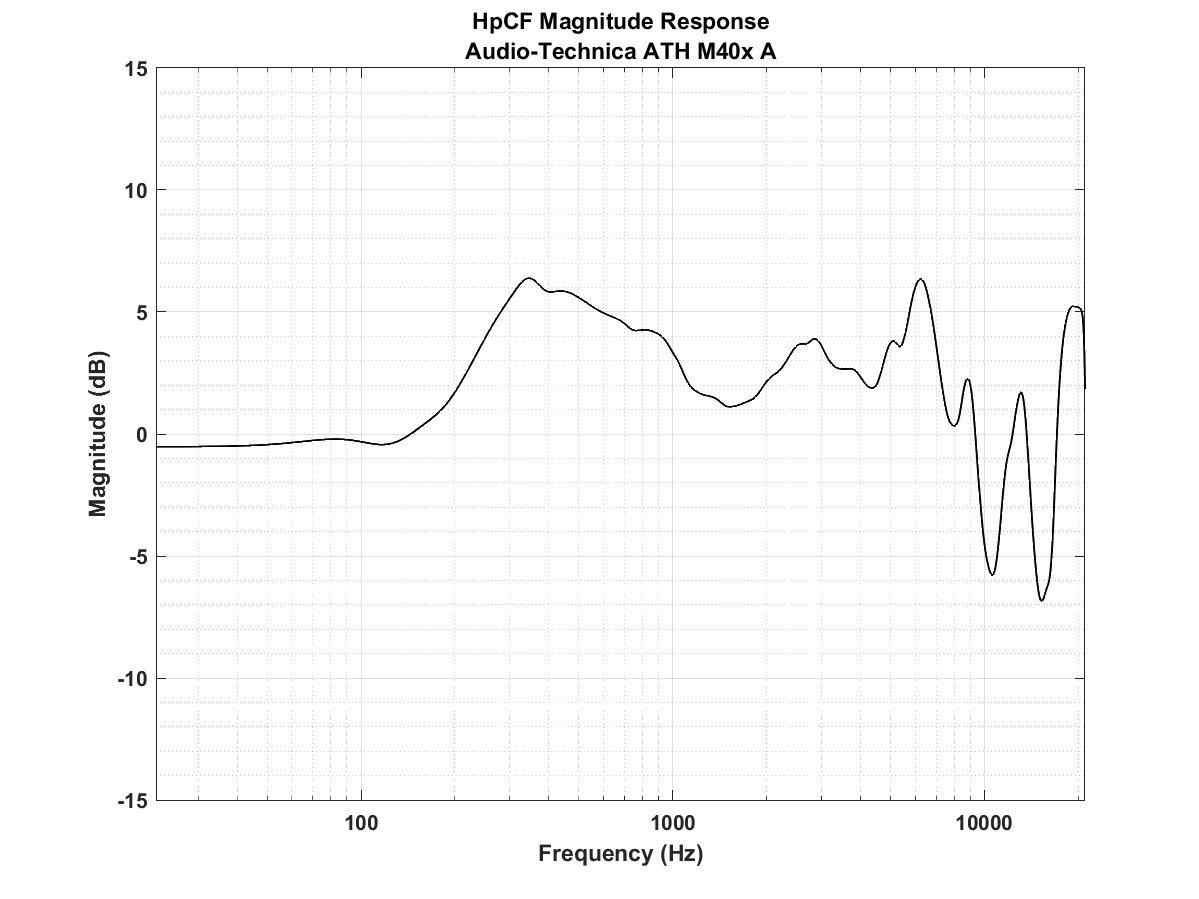 HpCF Magnitude Response
Audio-Technica ATH M40x A
15
10
5
0
-5
-10
-15
Magnitude (dB)
100
1000
10000
Frequency (Hz)